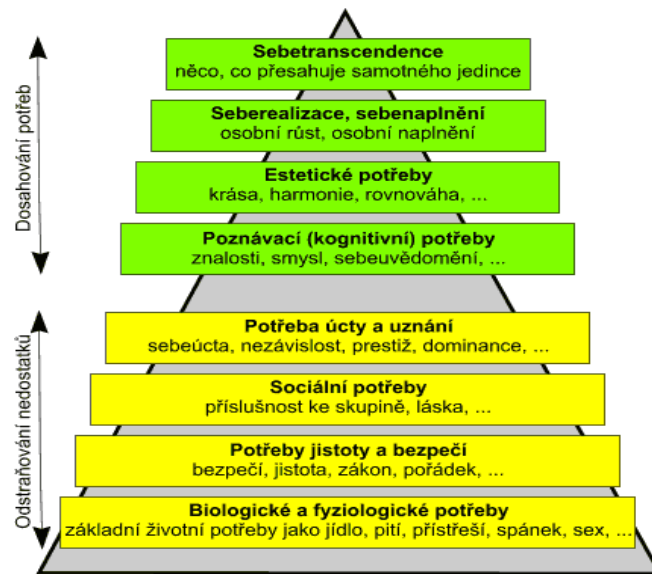 Sebetranscendence
něco, co přesahuje samotného jedince
Seberealizace, sebenaplnění
osobní růst, osobní naplnění
Estetické potřeby
krása, harmonie, rovnováha, ...
Poznávací (kognitivní) potřeby
znalosti, smysl, sebeuvědomění, ...
Dosahování potřeb
Potřeba úcty a uznání
sebeúcta, nezávislost, prestiž, dominance, ...
Sociální potřeby
příslušnost ke skupině, láska, ...
Potřeby jistoty a bezpečí
bezpečí, jistota, zákon, pořádek, ...
Biologické a fyziologické potřeby
základní životní potřeby jako jídlo, pití, přístřeší, spánek, sex, ...
Odstraňování nedostatků